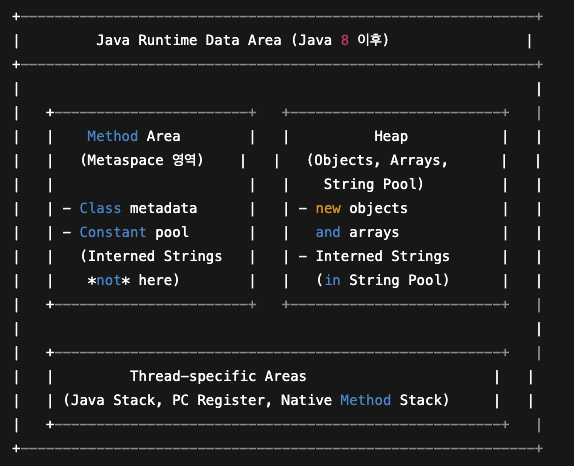 Java Runtime Data Area (Java 8 이후)
Method Area
(Metaspace 영역)
- Class metadata
- Constant pool
(Interned Strings
*not* here)
Heap
(Objects, Arrays,
String Pool)
- new objects
and arrays
- Interned Strings
(in String Pool)
Thread-specific Areas
(Java Stack, PC Register, Native Method Stack)